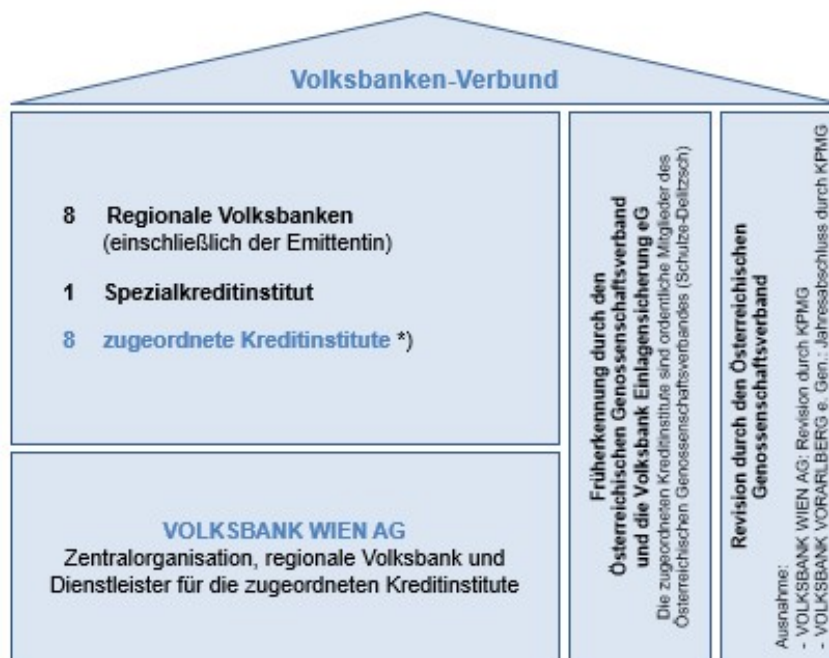 Volksbanken-Verbund
8 Regionale Volksbanken
(einschließlich der Emittentin)
1 Spezialkreditinstitut
8 zugeordnete Kreditinstitute *)
VOLKSBANK WIEN AG
Zentralorganisation, regionale Volksbank und
Dienstleister für die zugeordneten Kreditinstitute
Früherkennung durch den
Österreichischen Genossenschaftsverband
und die Volksbank Einlagensicherung eG
Die zugeordneten Kreditinstitute sind ordentliche Mitglieder des
Österreichischen Genossenschaftsverbandes (Schulze-Delitzsch)
Revision durch den Österreichischen
Genossenschaftsverband
Ausnahme:
- VOLKSBANK WIEN AG: Revision durch KPMG
- VOLKSBANK VORARLBERG e. Gen.: Jahresabschluss durch KPMG